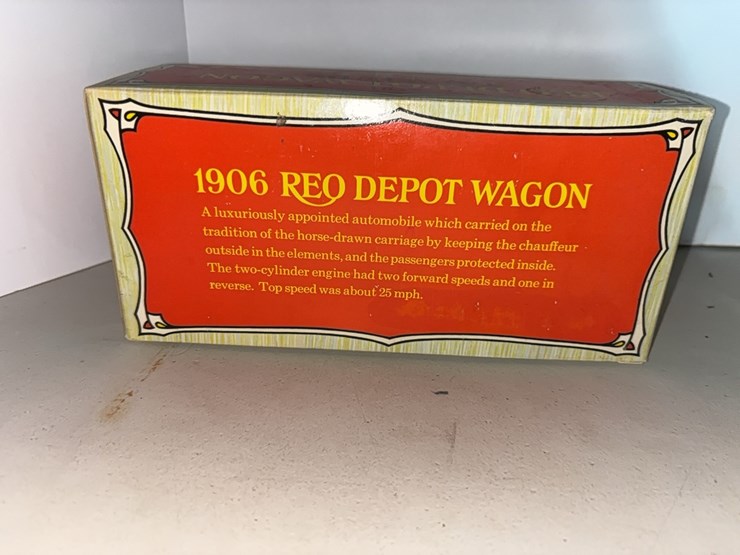 1906 REO DEPOT WAGON
A luxuriously appointed automobile which carried on the
tradition of the horse-drawn carriage by keeping the chauffeur
outside in the elements, and the passengers protected inside.
The two-cylinder engine had two forward speeds and one in
reverse. Top speed was about 25 mph.